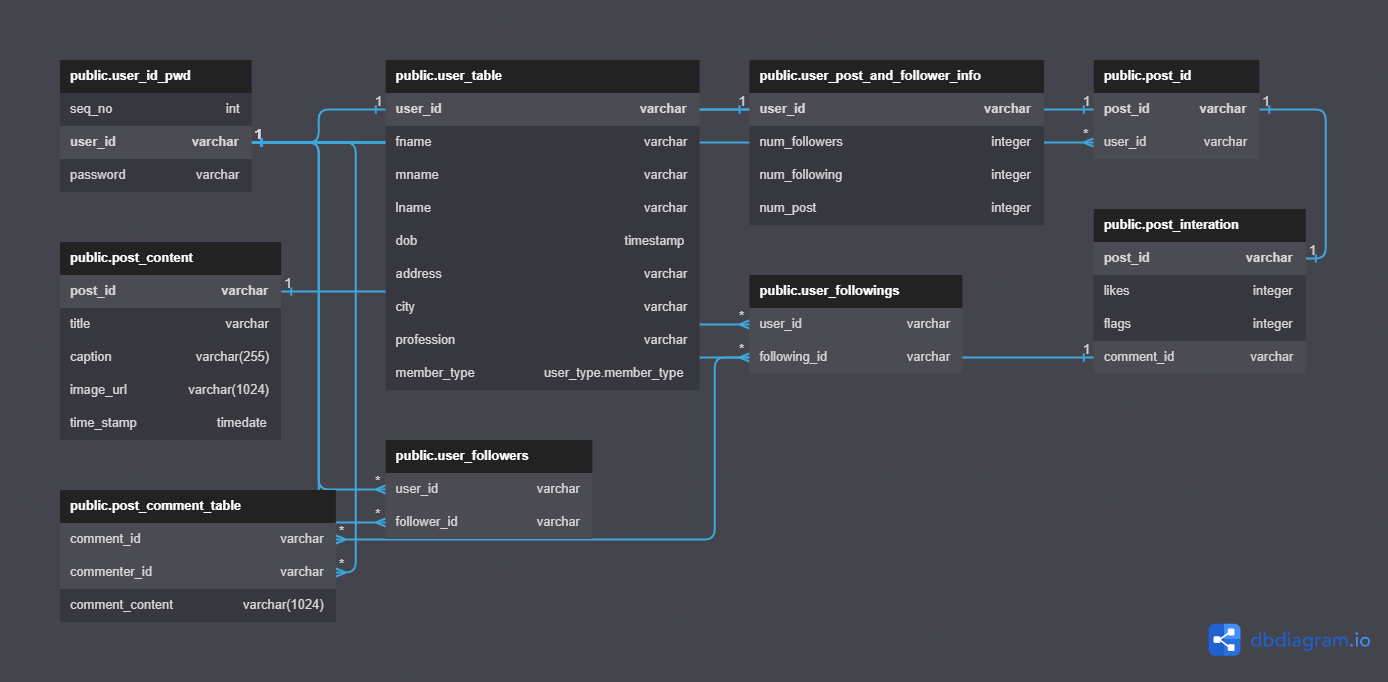 public.user_id_pwd
seq_no int
user_id varchar
password varchar
public.user_table
user_id varchar
fname varchar
mname varchar
lname varchar
dob timestamp
address varchar
city varchar
profession varchar
member_type user_type.member_type
public.user_post_and_follower_info
user_id varchar
num_followers integer
num_following integer
num_post integer
public.post_id
post_id varchar
user_id varchar
public.post_interation
post_id varchar
likes integer
flags integer
comment_id varchar
public.post_content
post_id varchar
title varchar
caption varchar(255)
image_url varchar(1024)
time_stamp timedate
public.user_followings
user_id varchar
following_id varchar
public.user_followers
user_id varchar
follower_id varchar
public.post_comment_table
comment_id varchar
commenter_id varchar
comment_content varchar(1024)
1
1
1
1
1
1
1
1
*
*
*
*
*
*
*
dbdiagram.io